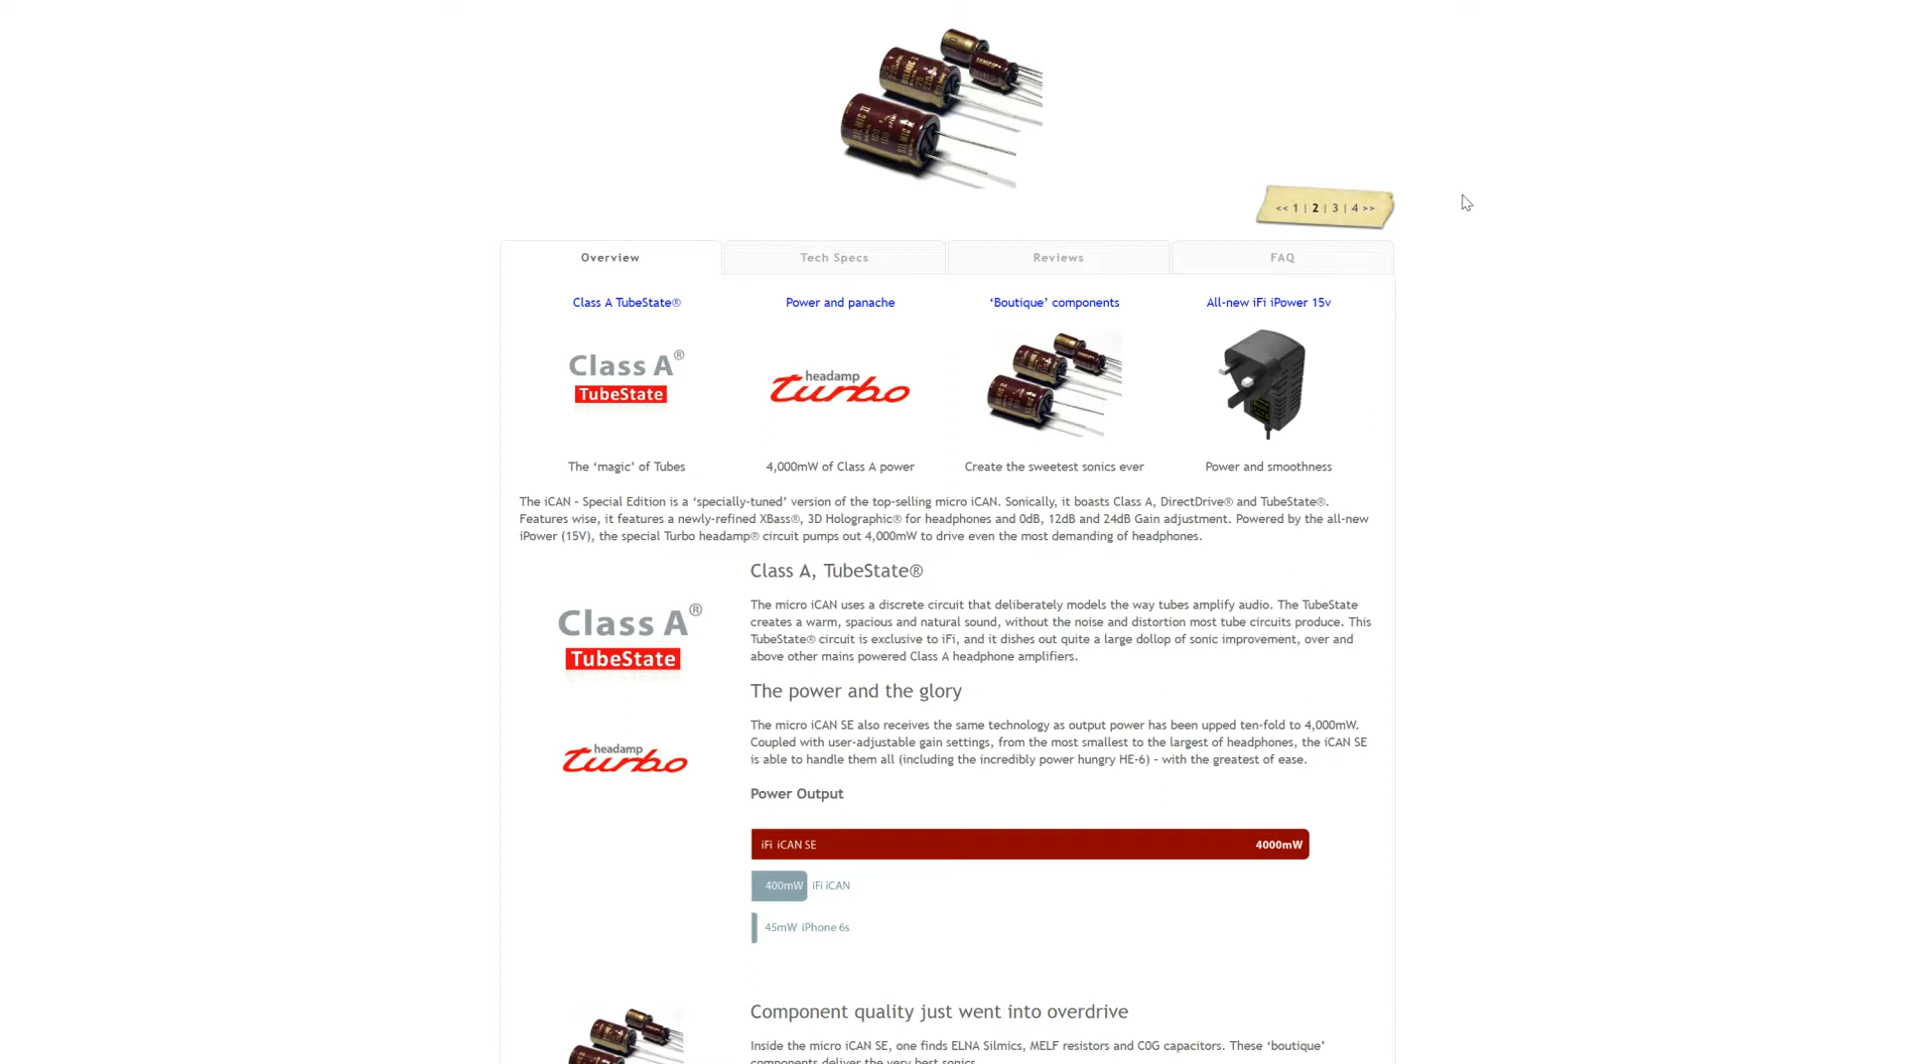 << 1 | 2 | 3 | 4 >>
Overview
Tech Specs
Reviews
FAQ
Class A TubeState®
Power and panache
‘Boutique’ components
All-new iFi iPower 15v
Class A®
TubeState
headamp
turbo
The ‘magic’ of Tubes
4,000mW of Class A power
Create the sweetest sonics ever
Power and smoothness
The iCAN - Special Edition is a ‘specially-tuned’ version of the top-selling micro iCAN. Sonically, it boasts Class A, DirectDrive® and TubeState®.
Features wise, it features a newly-refined XBass®, 3D Holographic® for headphones and 0dB, 12dB and 24dB Gain adjustment. Powered by the all-new
iPower (15V), the special Turbo headamp® circuit pumps out 4,000mW to drive even the most demanding of headphones.
Class A®
TubeState
Class A, TubeState®
The micro iCAN uses a discrete circuit that deliberately models the way tubes amplify audio. The TubeState
creates a warm, spacious and natural sound, without the noise and distortion most tube circuits produce. This
TubeState® circuit is exclusive to iFi, and it dishes out quite a large dollop of sonic improvement, over and
above other mains powered Class A headphone amplifiers.
headamp
turbo
The power and the glory
The micro iCAN SE also receives the same technology as output power has been upped ten-fold to 4,000mW.
Coupled with user-adjustable gain settings, from the most smallest to the largest of headphones, the iCAN SE
is able to handle them all (including the incredibly power hungry HE-6) - with the greatest of ease.
Power Output
iFi iCAN SE 4000mW
400mW iFi iCAN
45mW iPhone 6s
Component quality just went into overdrive
Inside the micro iCAN SE, one finds ELNA Silmics, MELF resistors and C0G capacitors. These ‘boutique’
components deliver the very best sonics.